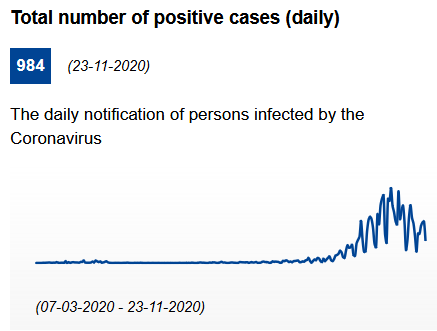 Total number of positive cases (daily)
984 (23-11-2020)
The daily notification of persons infected by the
Coronavirus
(07-03-2020 - 23-11-2020)